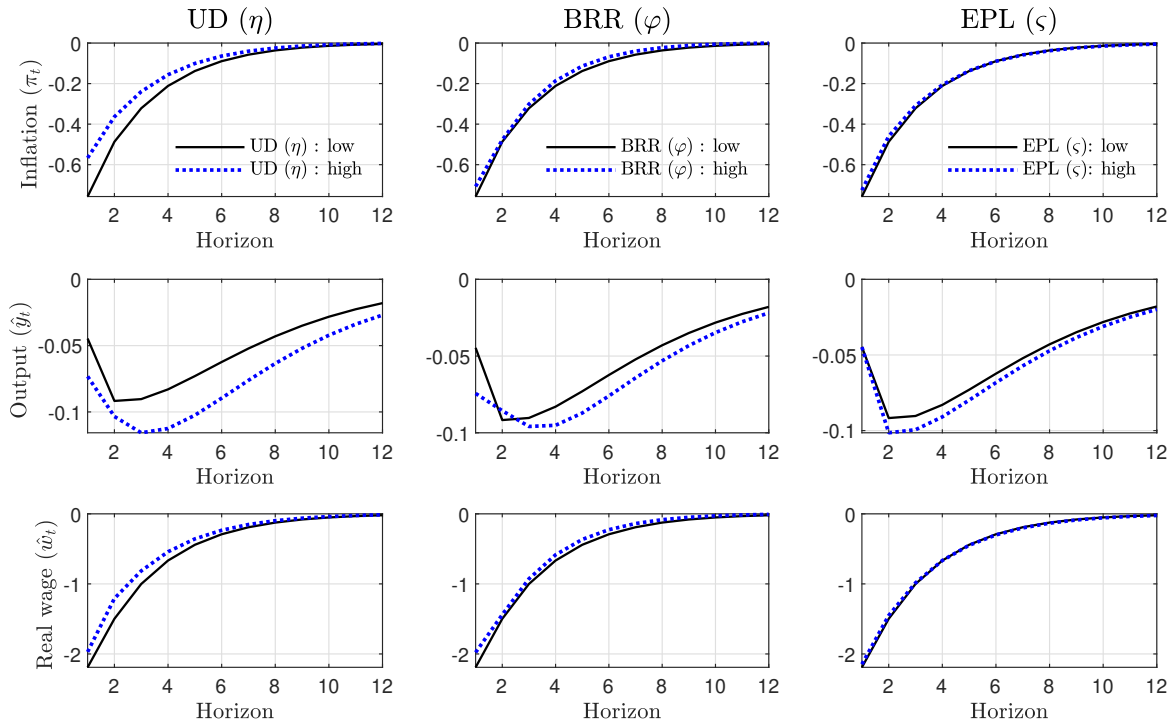 UD (η)
BRR (φ)
EPL (ς)
Inflation (π_t)
0
-0.2
-0.4
-0.6
UD (η) : low
UD (η) : high
2 4 6 8 10 12
Horizon
0
-0.2
-0.4
-0.6
BRR (φ) : low
BRR (φ) : high
2 4 6 8 10 12
Horizon
0
-0.2
-0.4
-0.6
EPL (ς): low
EPL (ς): high
2 4 6 8 10 12
Horizon
Output (ŷ_t)
0
-0.05
-0.1
2 4 6 8 10 12
Horizon
0
-0.05
-0.1
2 4 6 8 10 12
Horizon
0
-0.05
-0.1
2 4 6 8 10 12
Horizon
Real wage (ŵ_t)
0
-1
-2
2 4 6 8 10 12
Horizon
0
-1
-2
2 4 6 8 10 12
Horizon
0
-1
-2
2 4 6 8 10 12
Horizon